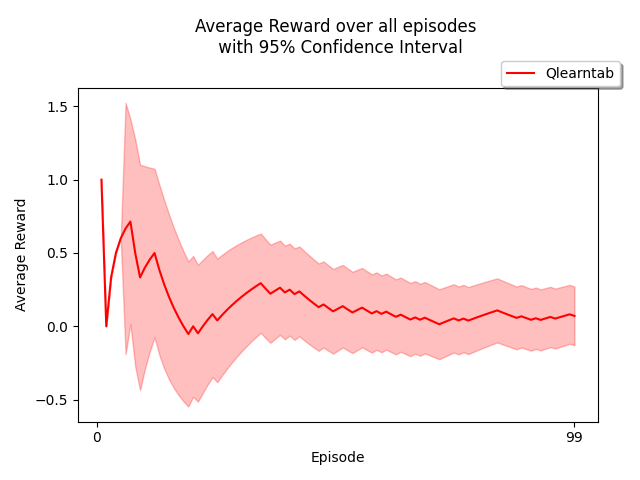 Average Reward over all episodes
with 95% Confidence Interval
Qlearntab
1.5
1.0
0.5
0.0
−0.5
Average Reward
0
99
Episode